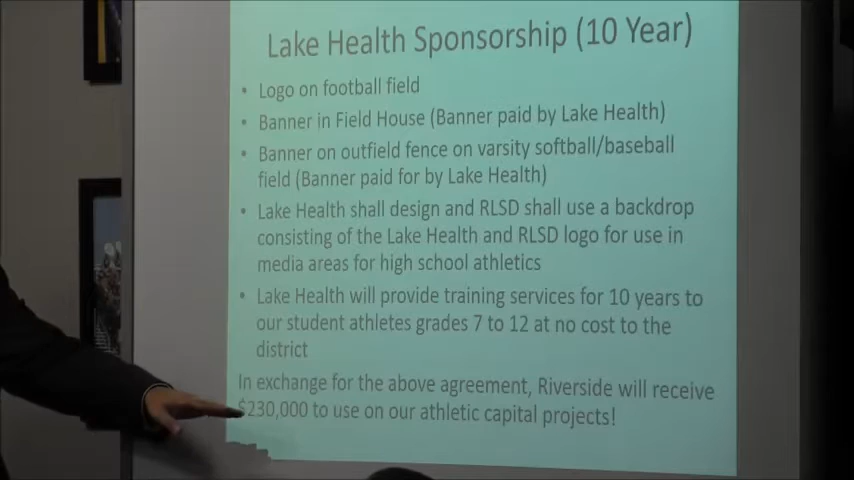 Lake Health Sponsorship (10 Year)
• Logo on football field
• Banner in Field House (Banner paid by Lake Health)
• Banner on outfield fence on varsity softball/baseball
field (Banner paid for by Lake Health)
• Lake Health shall design and RLSD shall use a backdrop
consisting of the Lake Health and RLSD logo for use in
media areas for high school athletics
• Lake Health will provide training services for 10 years to
our student athletes grades 7 to 12 at no cost to the
district
In exchange for the above agreement, Riverside will receive
$230,000 to use on our athletic capital projects!